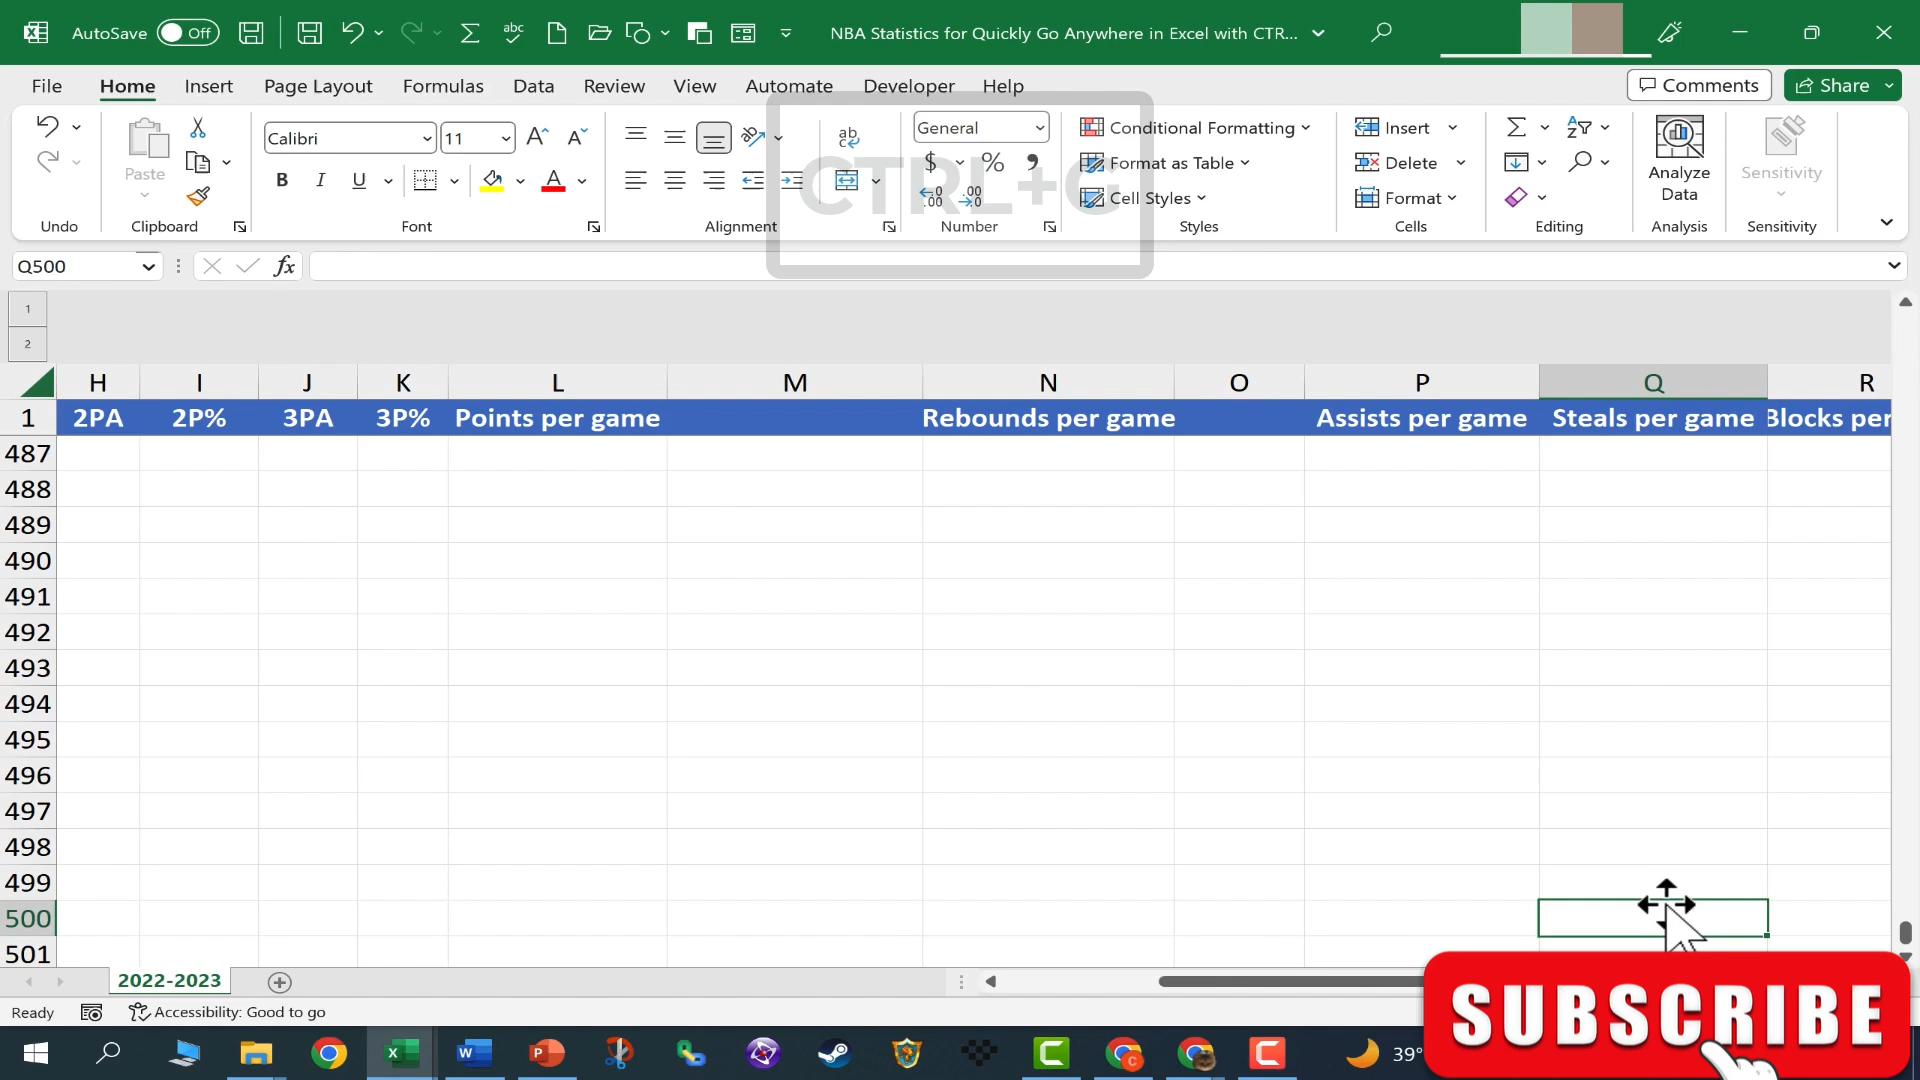 AutoSave Off
NBA Statistics for Quickly Go Anywhere in Excel with CTR...
File Home Insert Page Layout Formulas Data Review View Automate Developer Help
Comments Share
Undo
Paste
Clipboard
Calibri 11
B I U A
Font
ab
Alignment
General
$ % 9
Number
Conditional Formatting
Format as Table
Cell Styles
Styles
Insert
Delete
Format
Cells
Editing
Analyze
Data
Analysis
Sensitivity
Sensitivity
CTRL+G
Q500 fx
1
2
H I J K L M N O P Q R
1 2PA 2P% 3PA 3P% Points per game Rebounds per game Assists per game Steals per game Blocks per
487
488
489
490
491
492
493
494
495
496
497
498
499
500
501
2022-2023
Ready Accessibility: Good to go
39°
SUBSCRIBE